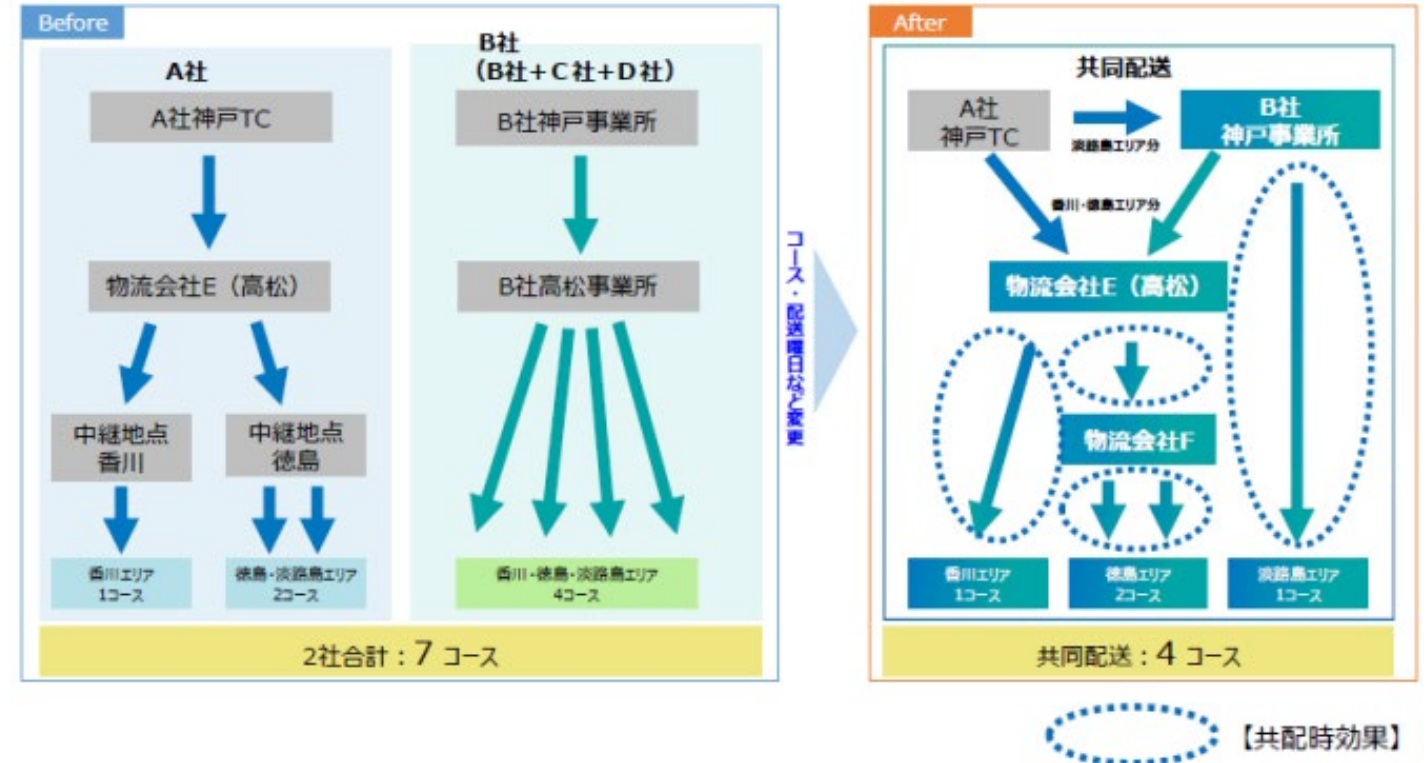 Before
A社
A社神戸TC
物流会社E（高松）
中継地点
香川
中継地点
徳島
香川エリア
1コース
徳島・淡路島エリア
2コース
B社
（B社＋C社＋D社）
B社神戸事業所
B社高松事業所
香川・徳島・淡路島エリア
4コース
2社合計：7 コース
コース・配送曜日など変更
After
共同配送
A社
神戸TC
淡路島エリア分
B社
神戸事業所
香川・徳島エリア分
物流会社E（高松）
物流会社F
香川エリア
1コース
徳島エリア
2コース
淡路島エリア
1コース
共同配送：4 コース
【共配時効果】